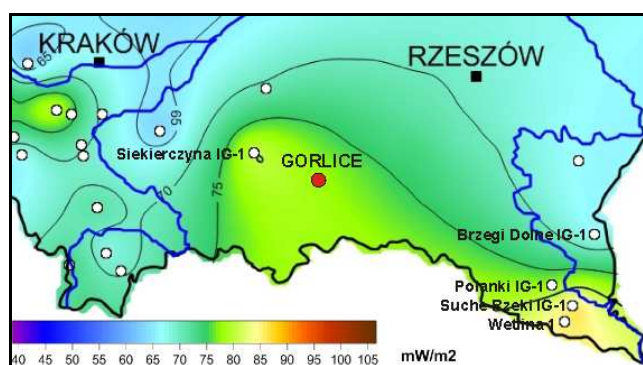 KRAKÓW
RZESZÓW
65
75
65
Siekierczyna IG-1
GORLICE
70
75
Brzegi Dolne IG-1
Polanki IG-1
Suche Rzeki IG-1
Wetlina 1
40 45 50 55 60 65 70 75 80 85 90 95 100 105 mW/m2